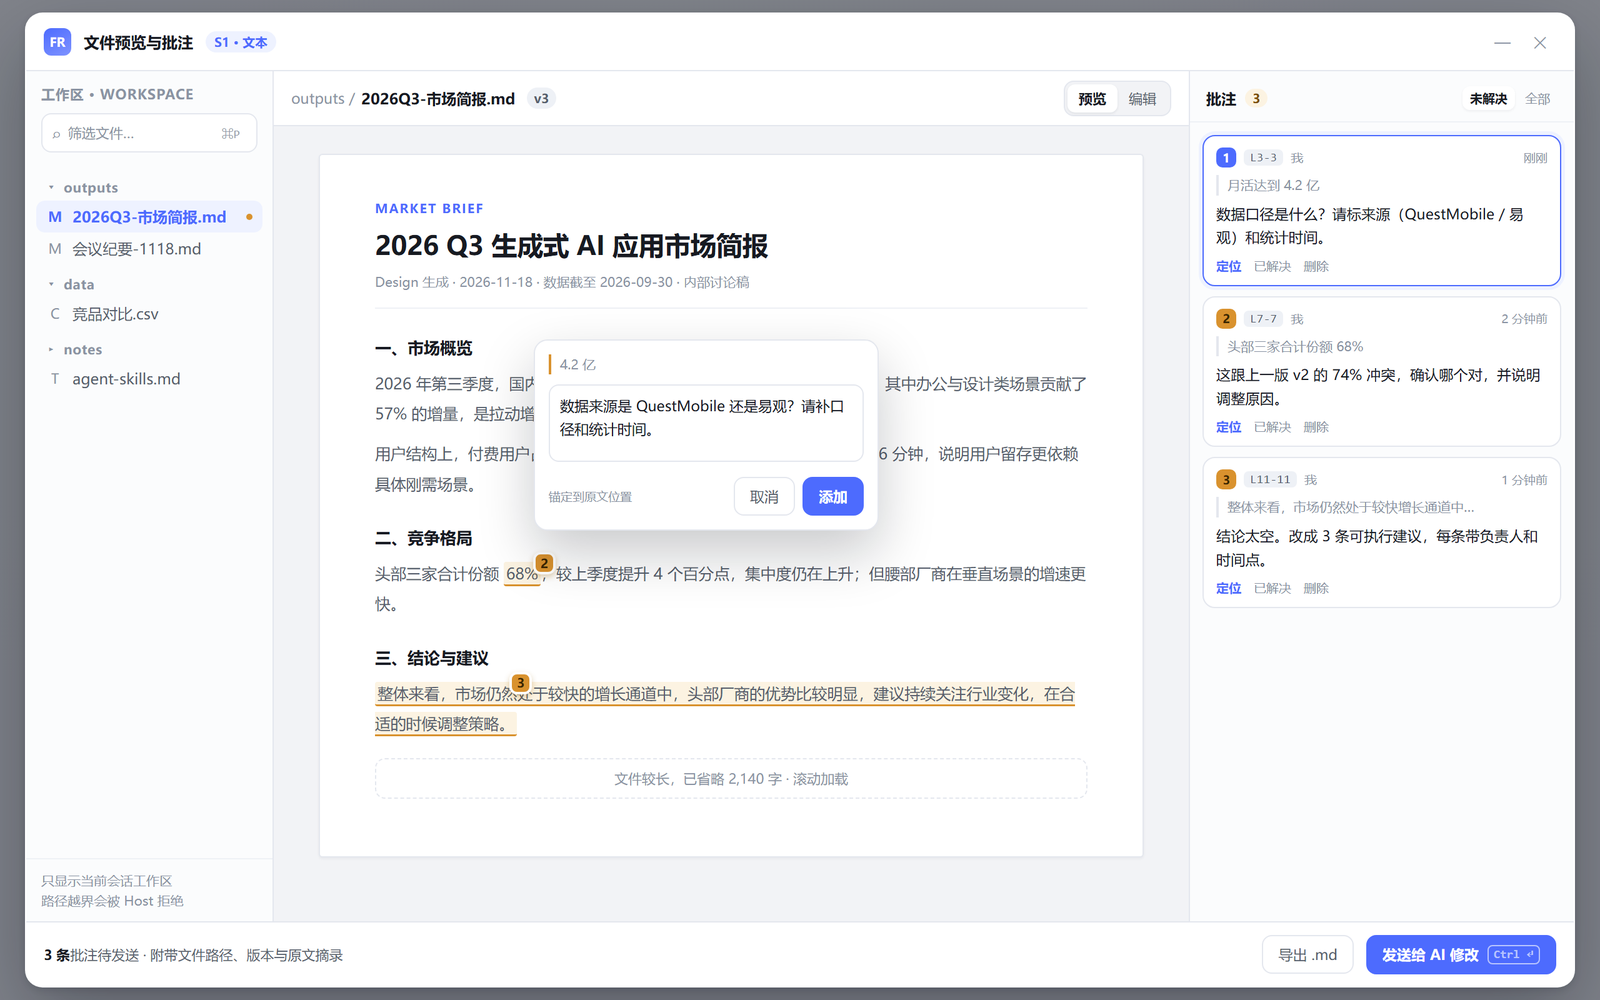 FR 文件预览与批注 S1 • 文本
工作区 • WORKSPACE
筛选文件... ⌘P
outputs
M 2026Q3-市场简报.md
M 会议纪要-1118.md
data
C 竞品对比.csv
notes
T agent-skills.md
只显示当前会话工作区
路径越界会被 Host 拒绝
outputs / 2026Q3-市场简报.md v3
预览 编辑
MARKET BRIEF
2026 Q3 生成式 AI 应用市场简报
Design 生成 · 2026-11-18 · 数据截至 2026-09-30 · 内部讨论稿
一、市场概览
2026 年第三季度，国内 其中办公与设计类场景贡献了
57% 的增量，是拉动增
用户结构上，付费用户 6 分钟，说明用户留存更依赖
具体刚需场景。
4.2 亿
数据来源是 QuestMobile 还是易观？请补口
径和统计时间。
锚定到原文位置 取消 添加
二、竞争格局
头部三家合计份额 68% 2 ，较上季度提升 4 个百分点，集中度仍在上升；但腰部厂商在垂直场景的增速更
快。
三、结论与建议
3
整体来看，市场仍然处于较快的增长通道中，头部厂商的优势比较明显，建议持续关注行业变化，在合
适的时候调整策略。
文件较长，已省略 2,140 字 · 滚动加载
批注 3 未解决 全部
1 L3-3 我 刚刚
月活达到 4.2 亿
数据口径是什么？请标来源（QuestMobile / 易
观）和统计时间。
定位 已解决 删除
2 L7-7 我 2 分钟前
头部三家合计份额 68%
这跟上一版 v2 的 74% 冲突，确认哪个对，并说明
调整原因。
定位 已解决 删除
3 L11-11 我 1 分钟前
整体来看，市场仍然处于较快增长通道中...
结论太空。改成 3 条可执行建议，每条带负责人和
时间点。
定位 已解决 删除
3 条批注待发送 · 附带文件路径、版本与原文摘录
导出 .md 发送给 AI 修改 Ctrl ⏎